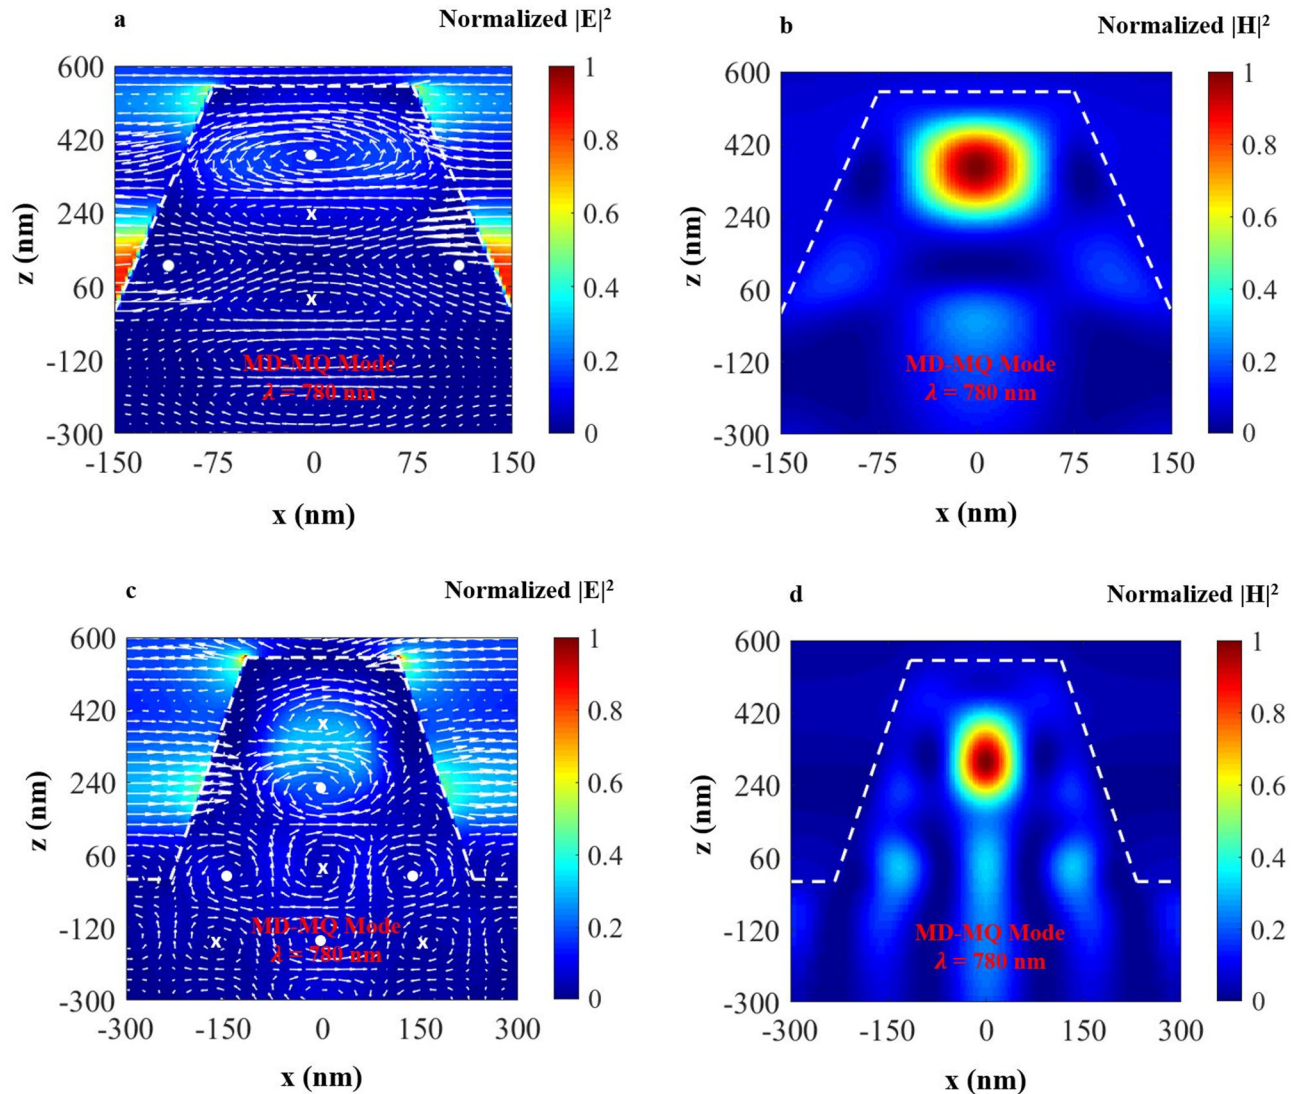 a
Normalized |E|²
600
420
240
60
-120
-300
z (nm)
-150 -75 0 75 150
x (nm)
1
0.8
0.6
0.4
0.2
0
x
x
MD-MQ Mode
λ = 780 nm
b
Normalized |H|²
600
420
240
60
-120
-300
z (nm)
-150 -75 0 75 150
x (nm)
1
0.8
0.6
0.4
0.2
0
MD-MQ Mode
λ = 780 nm
c
Normalized |E|²
600
420
240
60
-120
-300
z (nm)
-300 -150 0 150 300
x (nm)
1
0.8
0.6
0.4
0.2
0
x
x
x x
MD-MQ Mode
λ = 780 nm
d
Normalized |H|²
600
420
240
60
-120
-300
z (nm)
-300 -150 0 150 300
x (nm)
1
0.8
0.6
0.4
0.2
0
MD-MQ Mode
λ = 780 nm